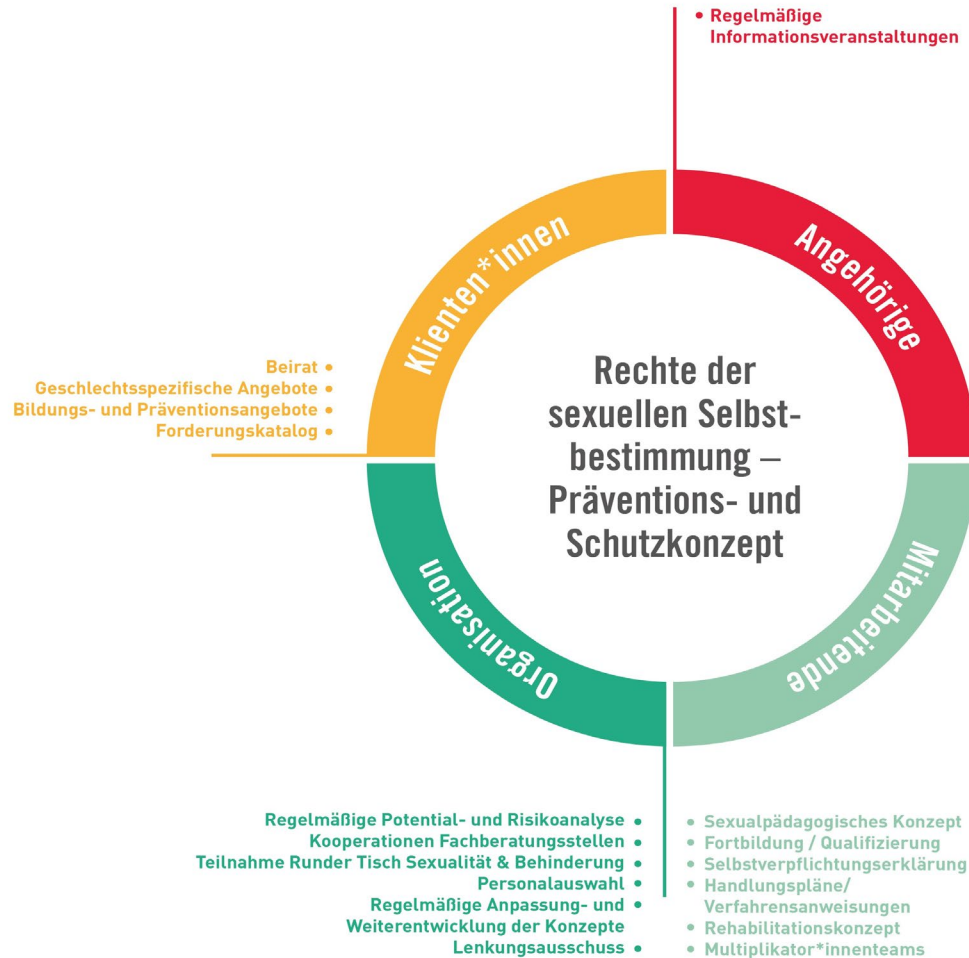 • Regelmäßige
Informationsveranstaltungen
Klienten*innen
Angehörige
Beirat •
Geschlechtsspezifische Angebote •
Bildungs- und Präventionsangebote •
Forderungskatalog •
Rechte der
sexuellen Selbst-
bestimmung –
Präventions- und
Schutzkonzept
Organisation
Mitarbeitende
Regelmäßige Potential- und Risikoanalyse •
Kooperationen Fachberatungsstellen •
Teilnahme Runder Tisch Sexualität & Behinderung •
Personalauswahl •
Regelmäßige Anpassung- und •
Weiterentwicklung der Konzepte
Lenkungsausschuss •
• Sexualpädagogisches Konzept
• Fortbildung / Qualifizierung
• Selbstverpflichtungserklärung
• Handlungspläne/
Verfahrensanweisungen
• Rehabilitationskonzept
• Multiplikator*innenteams